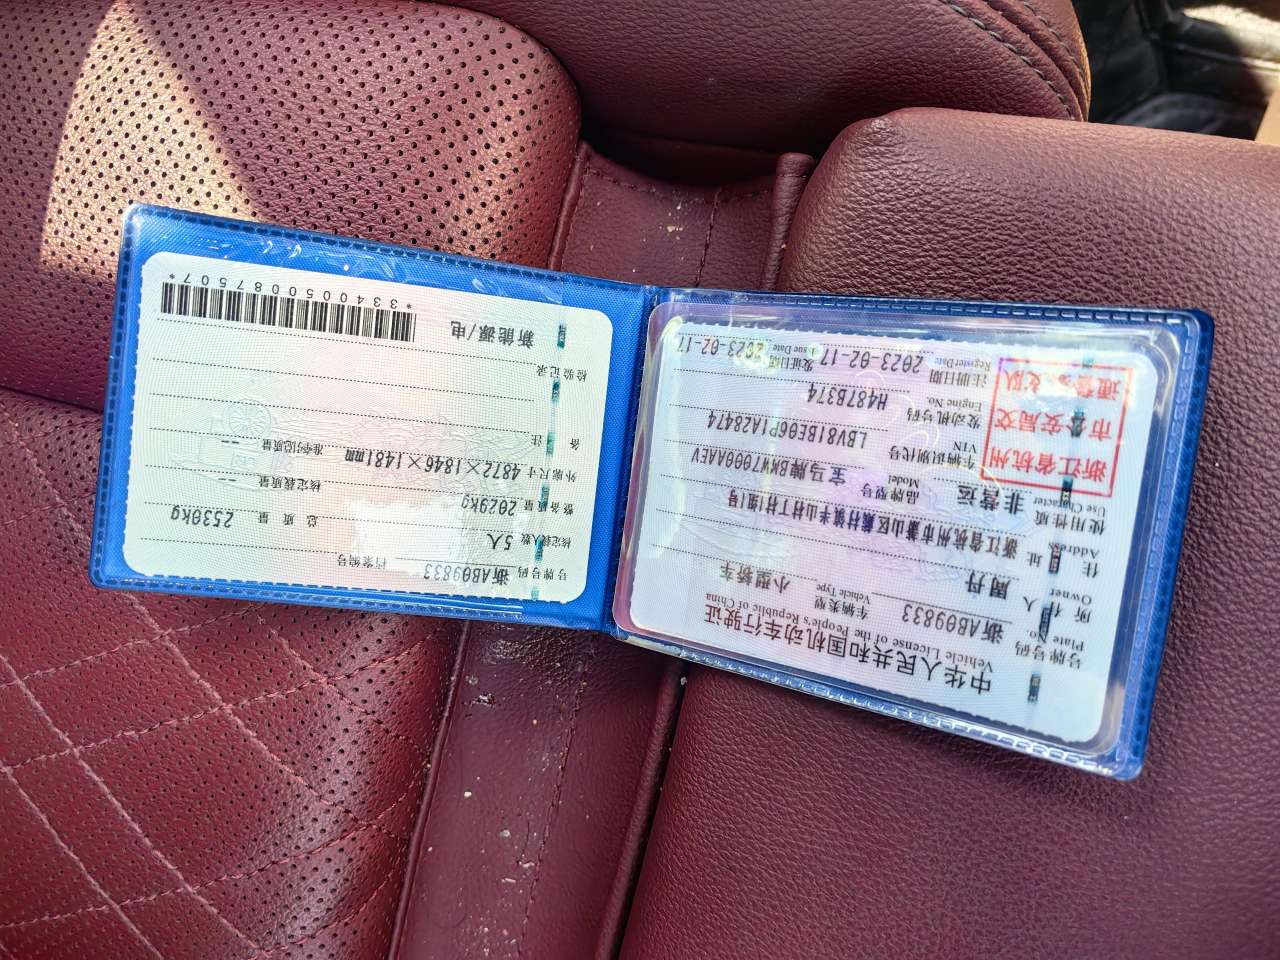 中华人民共和国机动车行驶证
Vehicle License of the People's Republic of China
号牌号码 浙AB09833 车辆类型 小型轿车
Plate No. Vehicle Type
所有人 周丹
Owner
住址 浙江省杭州市萧山区
Address
使用性质 非营运 品牌型号 宝马牌BMW7000AAEV
Use Character Model
车辆识别代号 LBV81BE06P1A28474
VIN
发动机号码 H487B374
Engine No.
注册日期 2023-02-17 发证日期 2023-02-17
Register Date Issue Date
浙江省杭州
市公安局交
通警察支队
号牌号码 浙AB09833 档案编号
核定载人数 5人 总质量 2530kg
整备质量 2029kg 核定载质量
外廓尺寸 4872×1846×1481mm 准牵引总质量
备注
检验记录
新能源/电
*3340050087507*